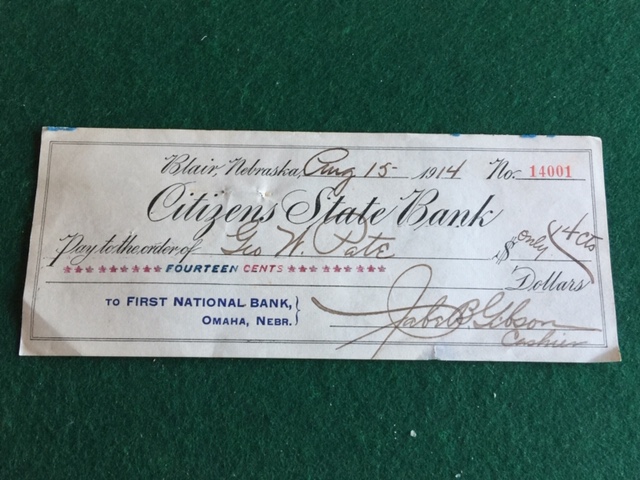 Blair, Nebraska, Aug 15 1914 No. 14001
Citizens State Bank
Pay to the order of Geo W. Pate $ only 14 cts
********* FOURTEEN CENTS ********* Dollars
TO FIRST NATIONAL BANK,
OMAHA, NEBR.
Gibson
Cashier